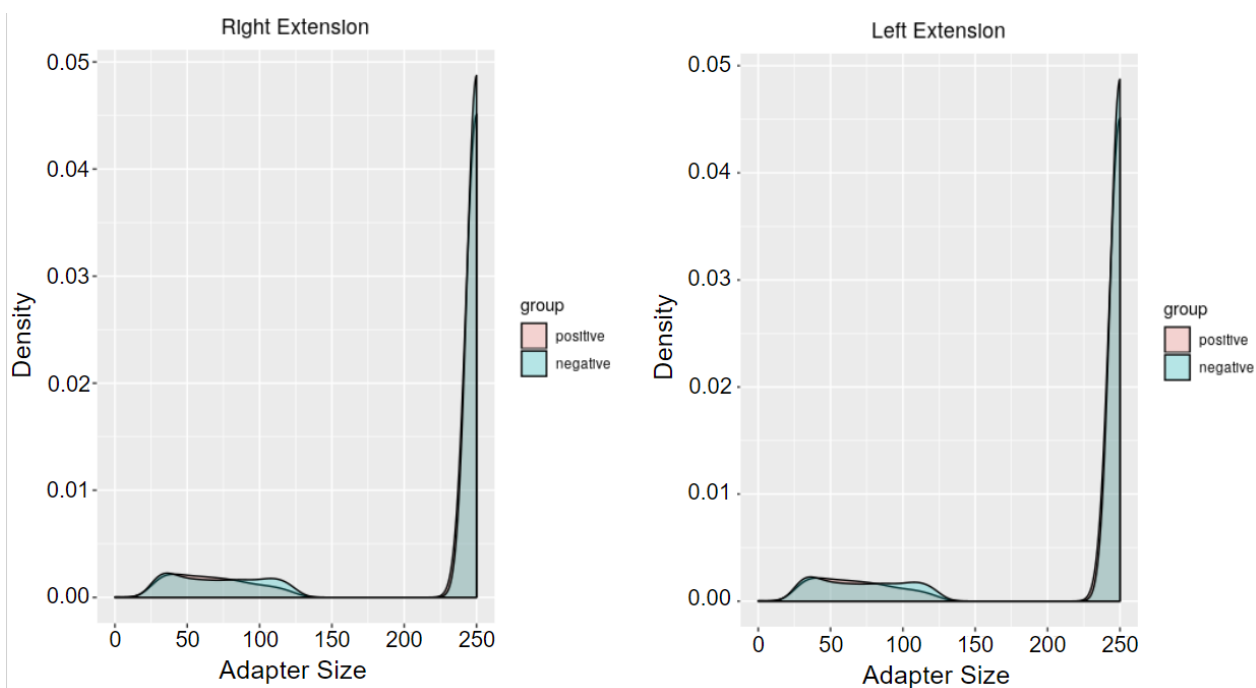 Right Extension
0.05
0.04
0.03
0.02
0.01
0.00
Density
0 50 100 150 200 250
Adapter Size
group
positive
negative
Left Extension
0.05
0.04
0.03
0.02
0.01
0.00
Density
0 50 100 150 200 250
Adapter Size
group
positive
negative